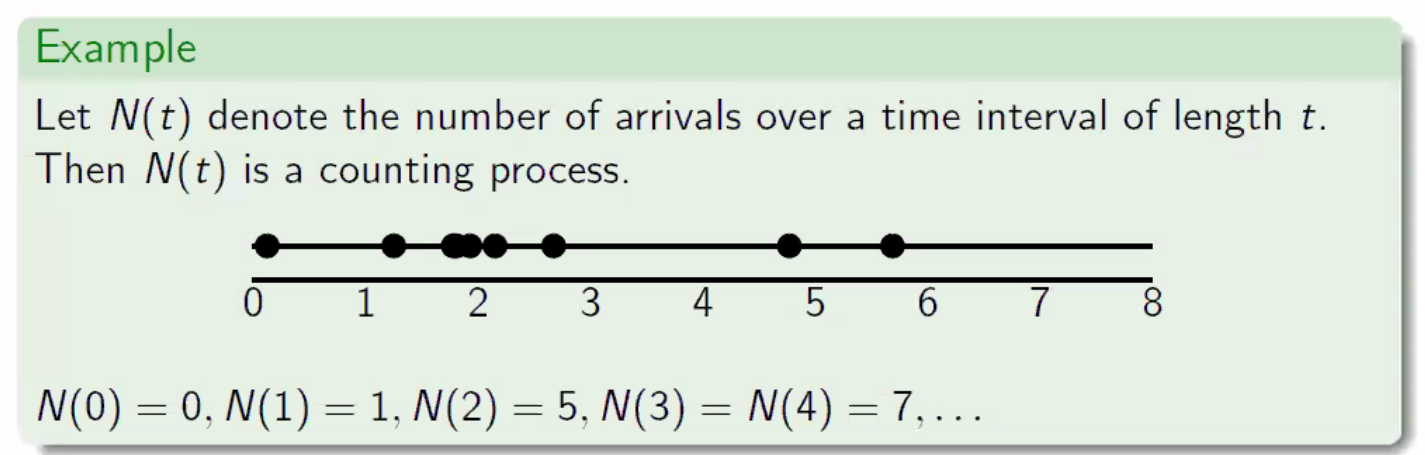 Example
Let N(t) denote the number of arrivals over a time interval of length t.
Then N(t) is a counting process.
0 1 2 3 4 5 6 7 8
N(0) = 0, N(1) = 1, N(2) = 5, N(3) = N(4) = 7, . . .